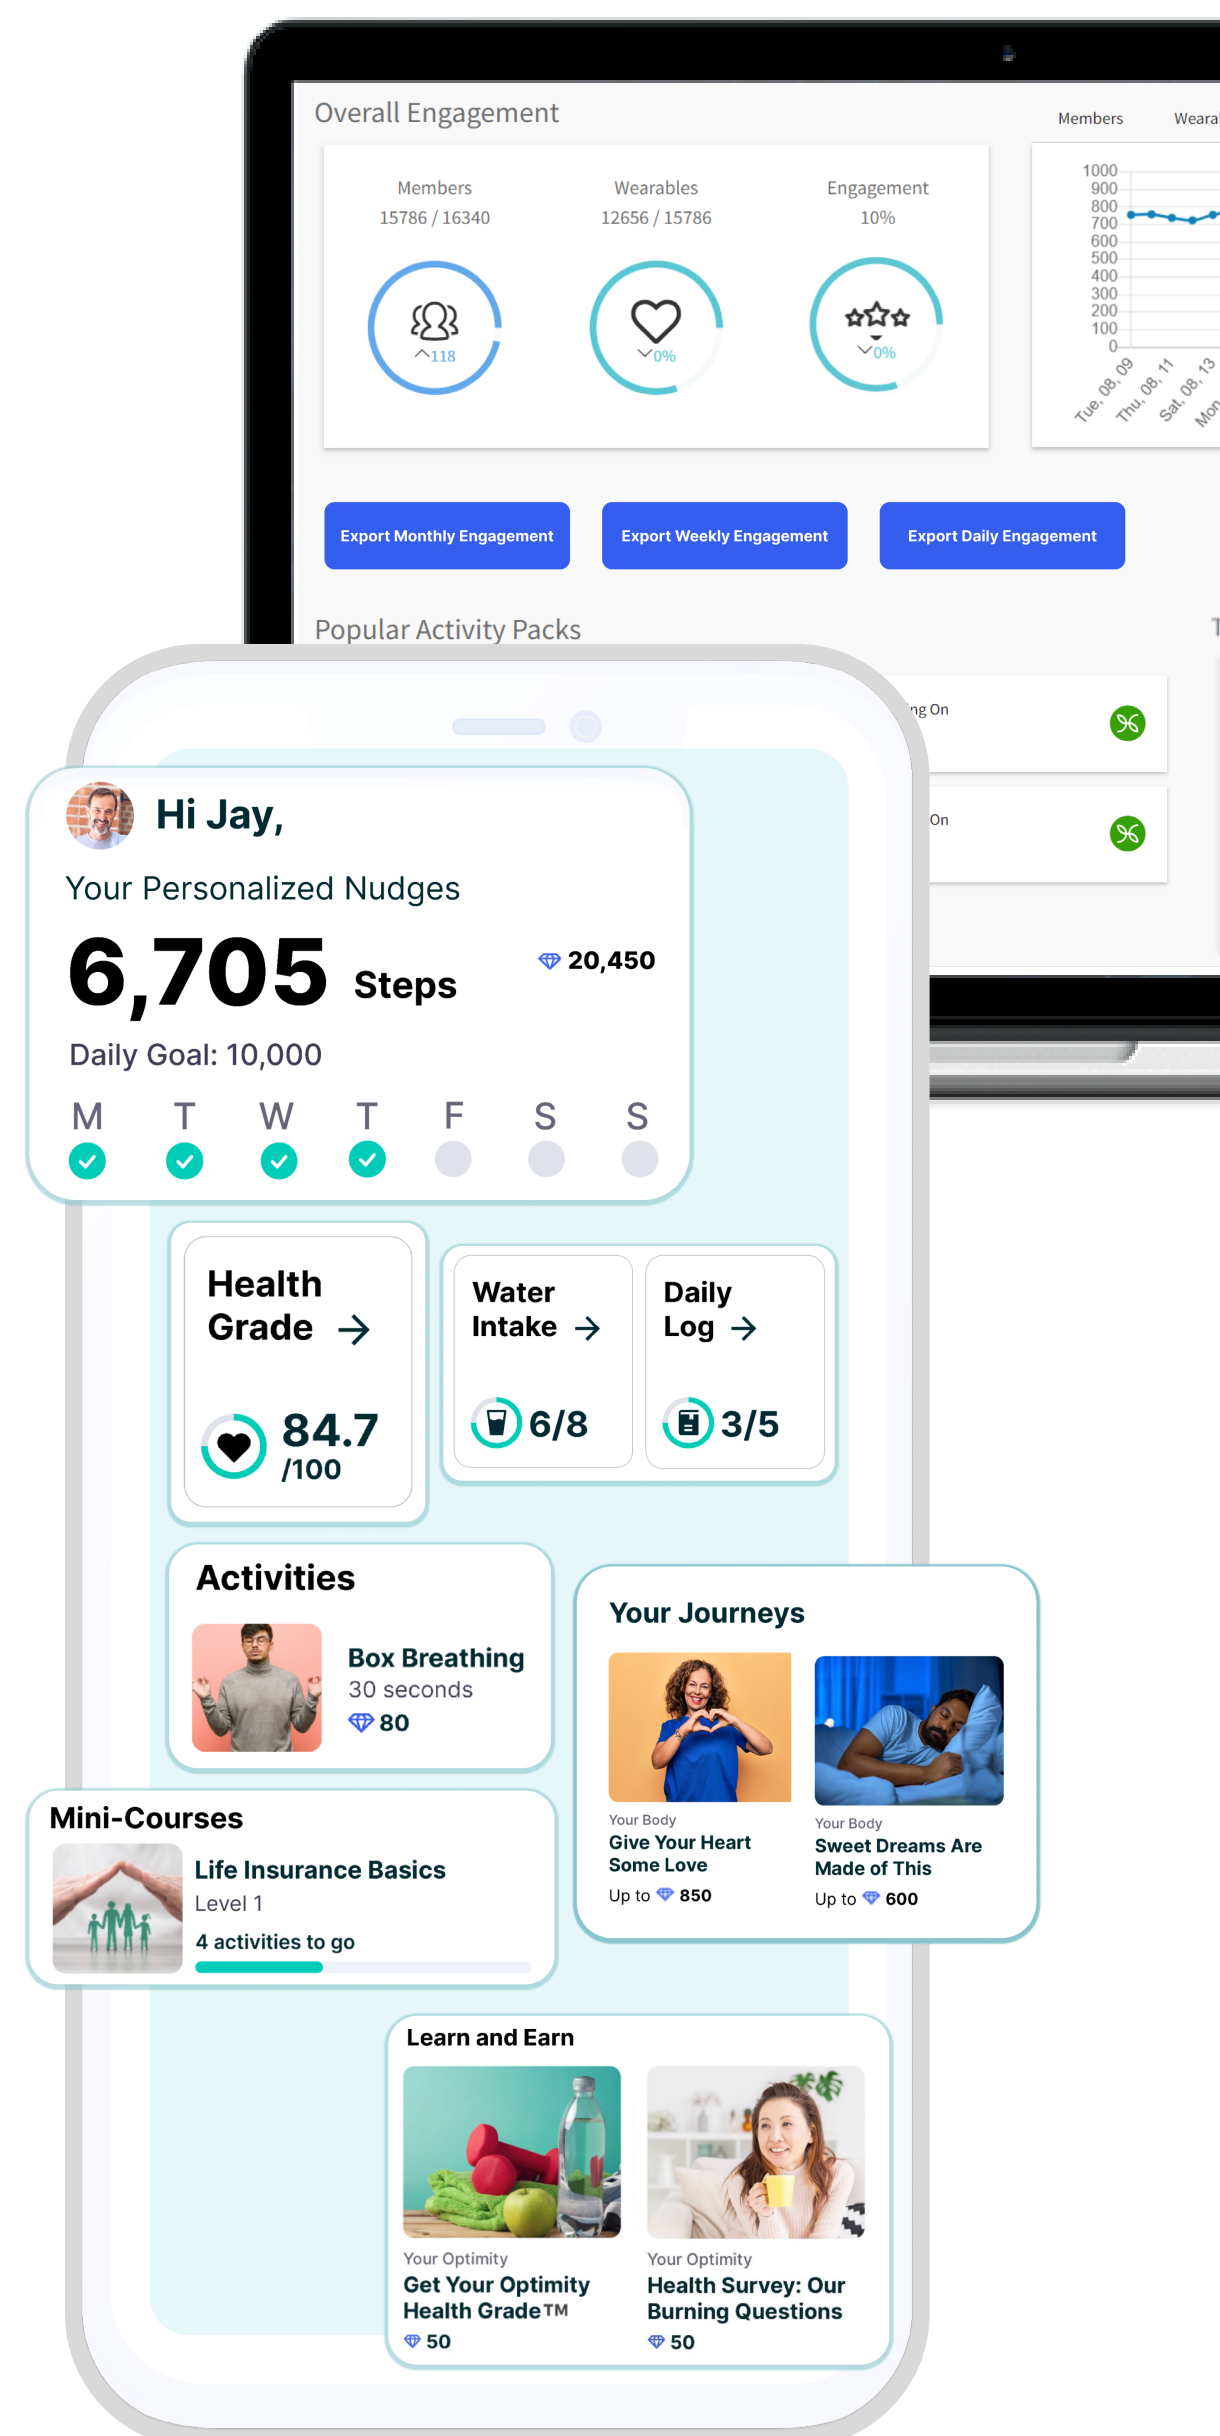 Overall Engagement
Members
15786 / 16340
118
Wearables
12656 / 15786
0%
Engagement
10%
0%
Members
1000
900
800
700
600
500
400
300
200
100
0
Tue, 08, 09
Thu, 08, 11
Sat, 08, 13
Export Monthly Engagement
Export Weekly Engagement
Export Daily Engagement
Popular Activity Packs
On
On
Hi Jay,
Your Personalized Nudges
6,705 Steps
20,450
Daily Goal: 10,000
M T W T F S S
Health
Grade
84.7
/100
Water
Intake
6/8
Daily
Log
3/5
Activities
Box Breathing
30 seconds
80
Your Journeys
Your Body
Give Your Heart
Some Love
Up to 850
Your Body
Sweet Dreams Are
Made of This
Up to 600
Mini-Courses
Life Insurance Basics
Level 1
4 activities to go
Learn and Earn
Your Optimity
Get Your Optimity
Health Grade™
50
Your Optimity
Health Survey: Our
Burning Questions
50